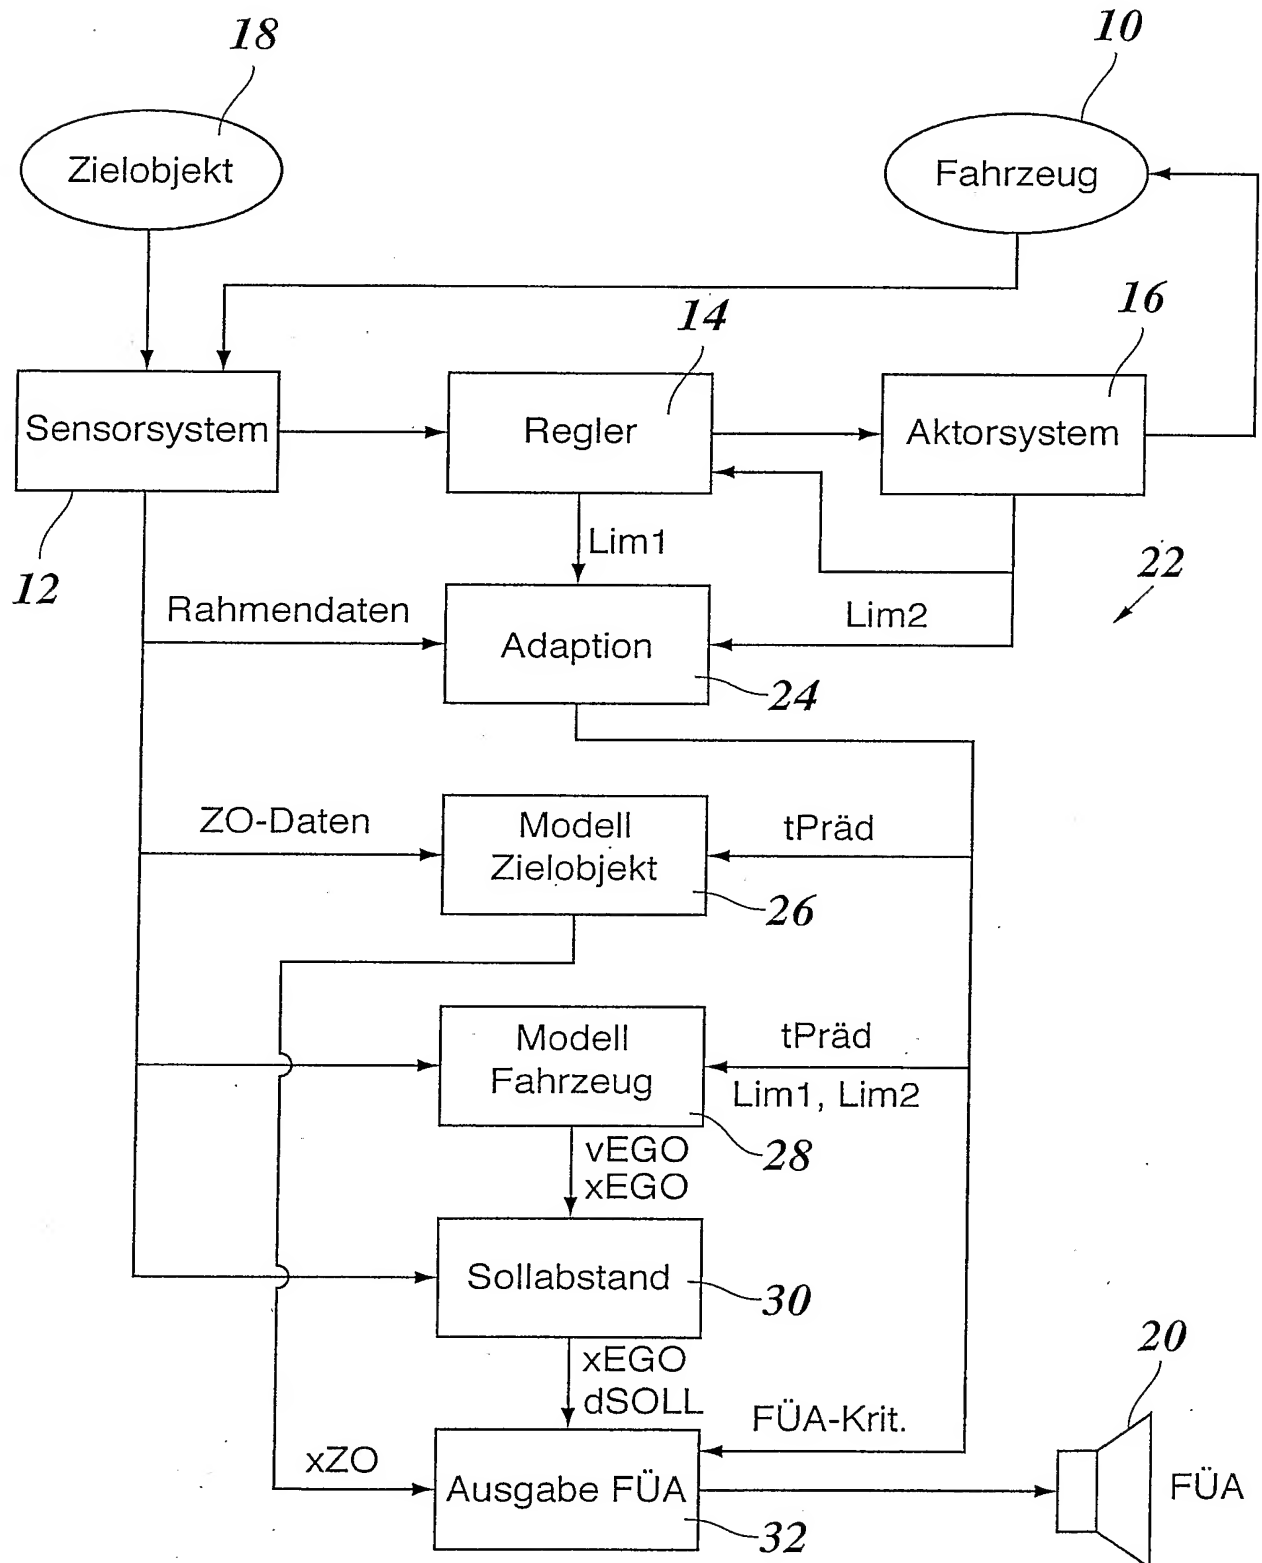 18
10
Zielobjekt
Fahrzeug
14
16
Sensorsystem
Regler
Aktorsystem
12
Lim1
22
Rahmendaten
Lim2
Adaption
24
ZO-Daten
Modell
Zielobjekt
tPräd
26
Modell
Fahrzeug
tPräd
Lim1, Lim2
28
vEGO
xEGO
Sollabstand
30
xEGO
dSOLL
20
FÜA-Krit.
xZO
Ausgabe FÜA
FÜA
32